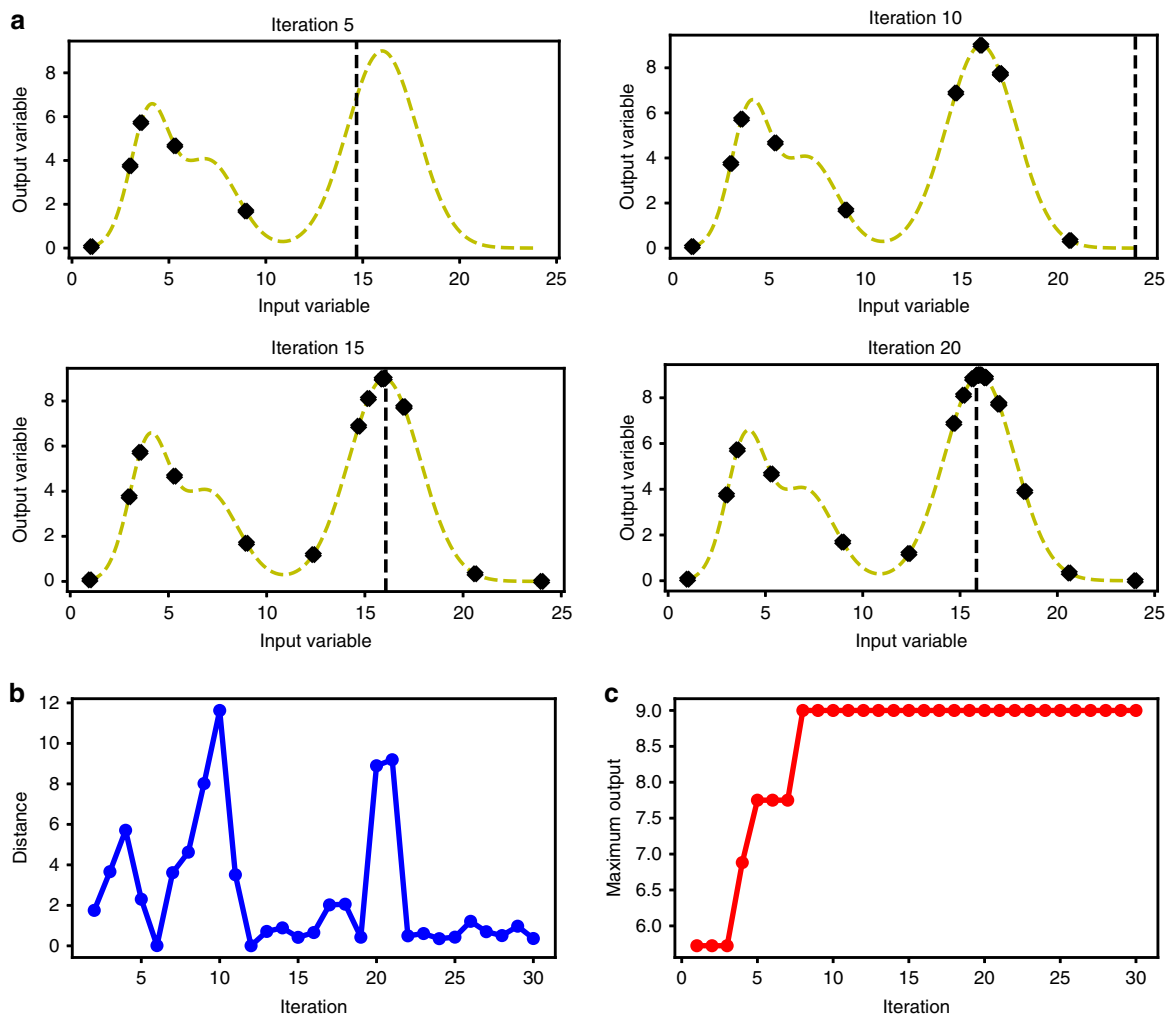 a
Iteration 5
Output variable
8
6
4
2
0
0 5 10 15 20 25
Input variable
Iteration 10
Output variable
8
6
4
2
0
0 5 10 15 20 25
Input variable
Iteration 15
Output variable
8
6
4
2
0
0 5 10 15 20 25
Input variable
Iteration 20
Output variable
8
6
4
2
0
0 5 10 15 20 25
Input variable
b
Distance
12
10
8
6
4
2
0
5 10 15 20 25 30
Iteration
c
Maximum output
9.0
8.5
8.0
7.5
7.0
6.5
6.0
0 5 10 15 20 25 30
Iteration